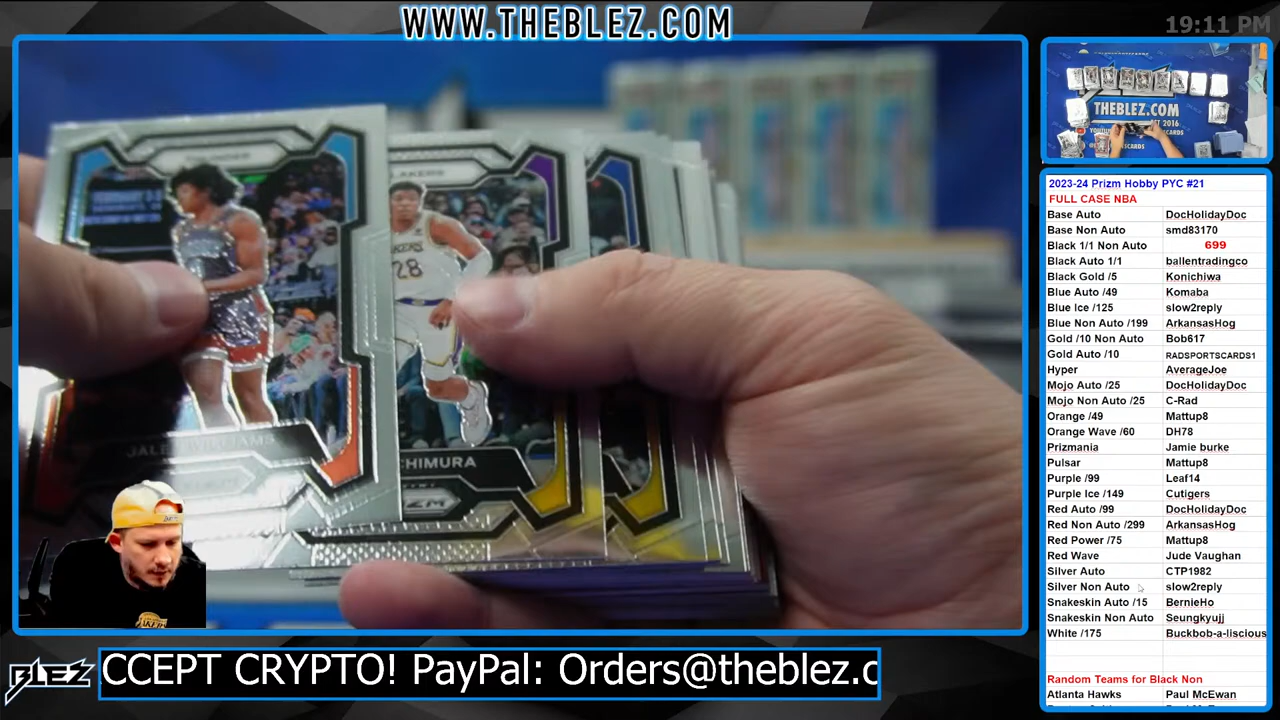 WWW.THEBLEZ.COM
19:11 PM
LAKERS
28
JALEN WILLIAMS
CHIMURA
THEBLEZ.COM
2016
2023-24 Prizm Hobby PYC #21
FULL CASE NBA
Base Auto DocHolidayDoc
Base Non Auto smd83170
Black 1/1 Non Auto 699
Black Auto 1/1 ballentradingco
Black Gold /5 Konichiwa
Blue Auto /49 Komaba
Blue ice /125 slow2reply
Blue Non Auto /199 ArkansasHog
Gold /10 Non Auto Bob617
Gold Auto /10 RADSPORTSCARDS1
Hyper AverageJoe
Mojo Auto /25 DocHolidayDoc
Mojo Non Auto /25 C-Rad
Orange /49 Mattup8
Orange Wave /60 DH78
Prizmania Jamie burke
Pulsar Mattup8
Purple /99 Leaf14
Purple Ice /149 Cutigers
Red Auto /99 DocHolidayDoc
Red Non Auto /299 ArkansasHog
Red Power /75 Mattup8
Red Wave Jude Vaughan
Silver Auto CTP1982
Silver Non Auto slow2reply
Snakeskin Auto /15 BernieHo
Snakeskin Non Auto Seungkyujj
White /175 Buckbob-a-liscious
Random Teams for Black Non
Atlanta Hawks Paul McEwan
BLEZ
CCEPT CRYPTO! PayPal: Orders@theblez.c